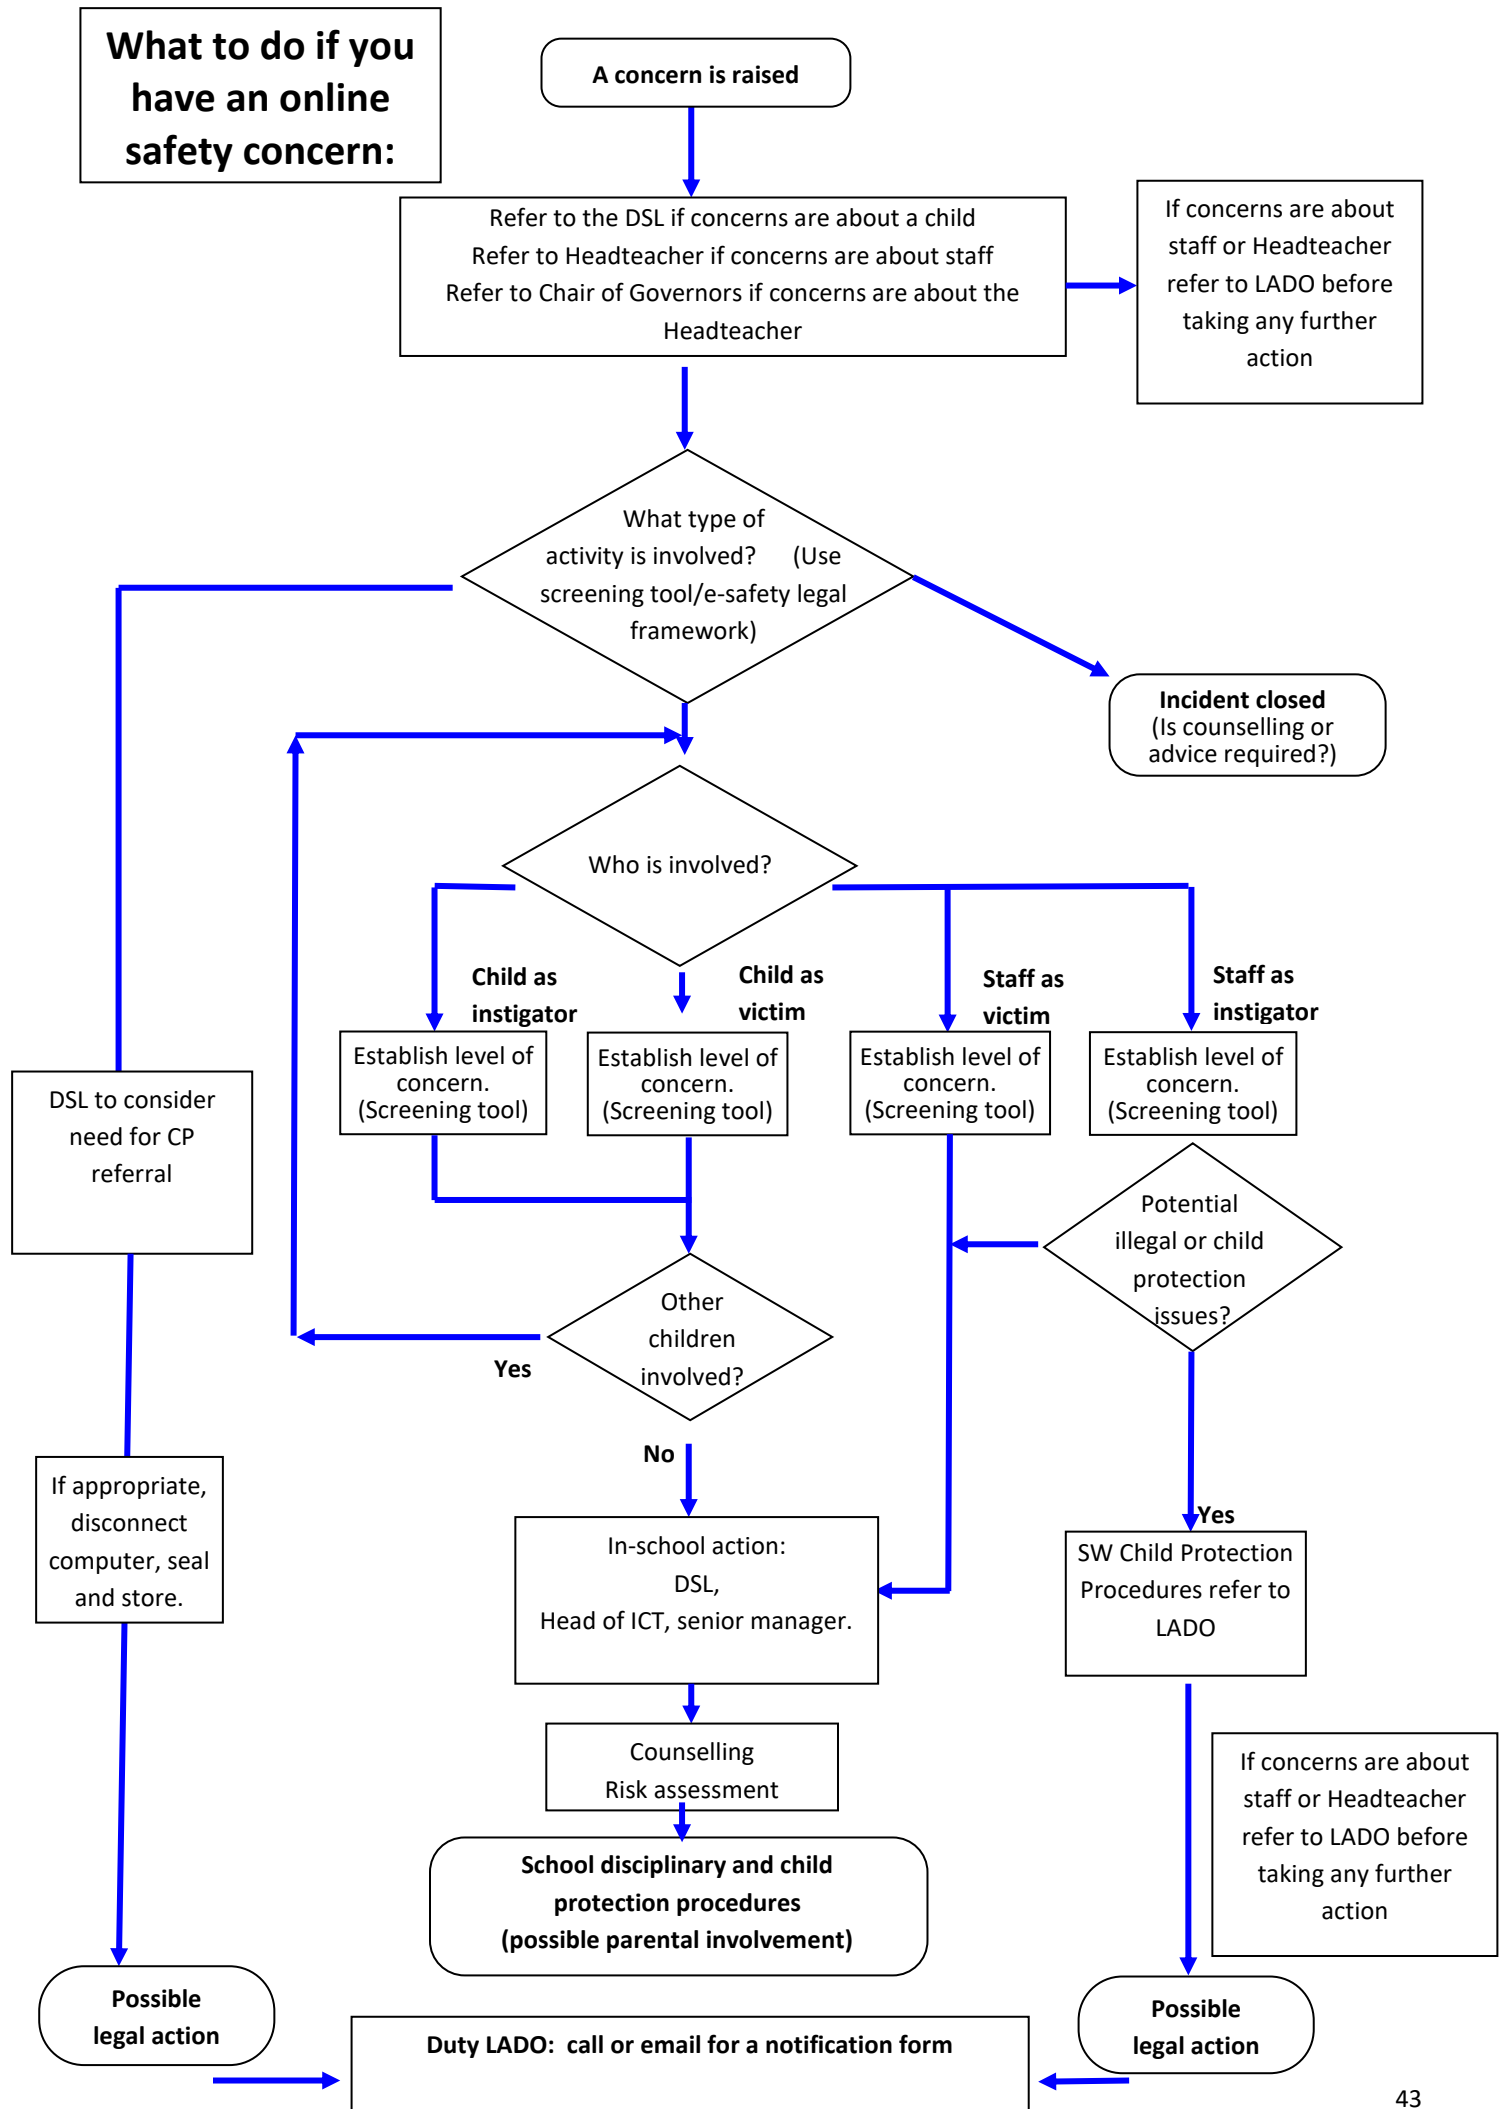 What to do if you
have an online
safety concern:
A concern is raised
Refer to the DSL if concerns are about a child
Refer to Headteacher if concerns are about staff
Refer to Chair of Governors if concerns are about the
Headteacher
If concerns are about
staff or Headteacher
refer to LADO before
taking any further
action
What type of
activity is involved? (Use
screening tool/e-safety legal
framework)
Incident closed
(Is counselling or
advice required?)
Who is involved?
Child as
instigator
Child as
victim
Staff as
victim
Staff as
instigator
Establish level of
concern.
(Screening tool)
Establish level of
concern.
(Screening tool)
Establish level of
concern.
(Screening tool)
Establish level of
concern.
(Screening tool)
DSL to consider
need for CP
referral
Potential
illegal or child
protection
issues?
Other
children
involved?
Yes
No
If appropriate,
disconnect
computer, seal
and store.
In-school action:
DSL,
Head of ICT, senior manager.
Yes
SW Child Protection
Procedures refer to
LADO
Counselling
Risk assessment
If concerns are about
staff or Headteacher
refer to LADO before
taking any further
action
School disciplinary and child
protection procedures
(possible parental involvement)
Possible
legal action
Possible
legal action
Duty LADO: call or email for a notification form
43